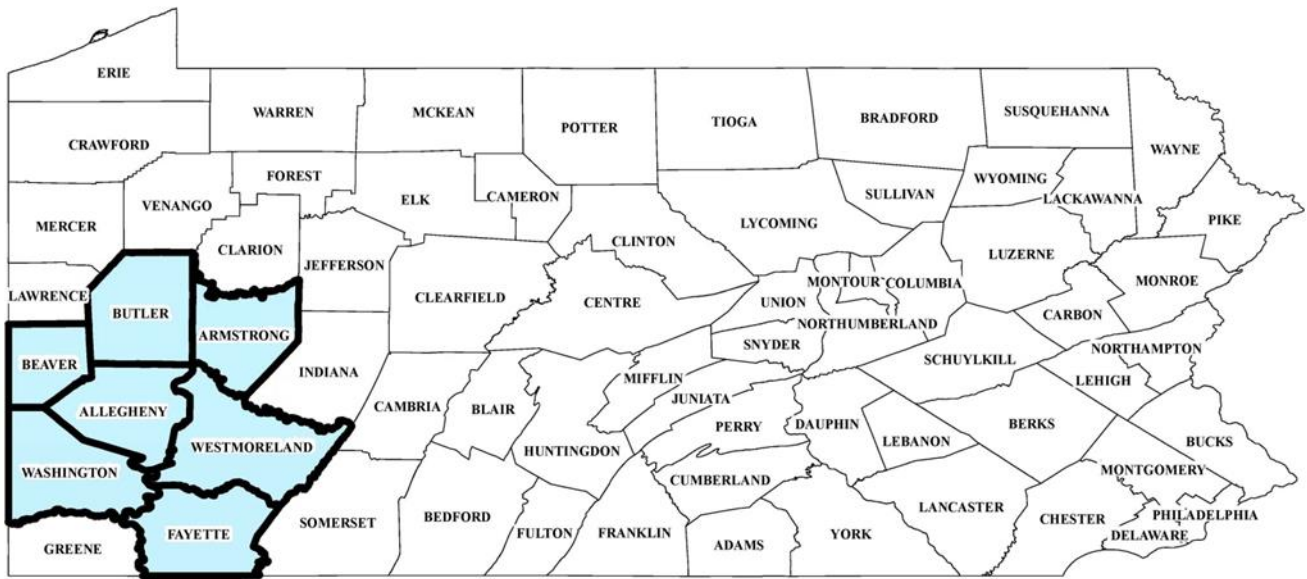 ERIE
WARREN
MCKEAN
POTTER
TIOGA
BRADFORD
SUSQUEHANNA
CRAWFORD
WAYNE
FOREST
WYOMING
VENANGO
ELK
CAMERON
SULLIVAN
LACKAWANNA
MERCER
LYCOMING
PIKE
CLARION
CLINTON
LUZERNE
JEFFERSON
MONROE
LAWRENCE
CLEARFIELD
CENTRE
UNION
MONTOUR
COLUMBIA
BUTLER
CARBON
ARMSTRONG
NORTHUMBERLAND
SNYDER
NORTHAMPTON
BEAVER
INDIANA
MIFFLIN
SCHUYLKILL
LEHIGH
ALLEGHENY
CAMBRIA
BLAIR
JUNIATA
PERRY
DAUPHIN
BERKS
WESTMORELAND
HUNTINGDON
LEBANON
BUCKS
WASHINGTON
CUMBERLAND
MONTGOMERY
LANCASTER
PHILADELPHIA
SOMERSET
BEDFORD
CHESTER
FAYETTE
FULTON
FRANKLIN
YORK
DELAWARE
GREENE
ADAMS